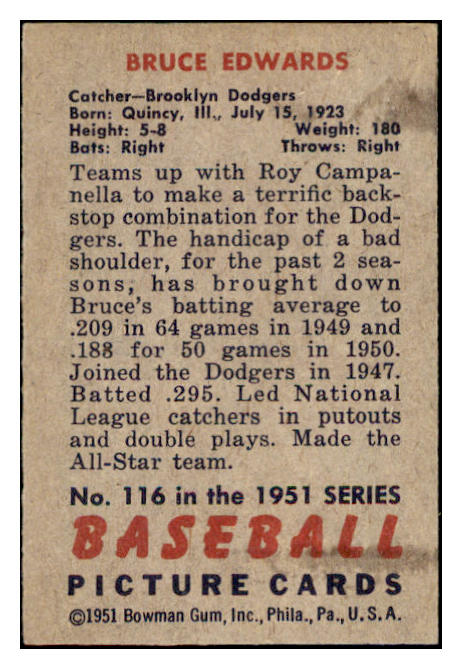 BRUCE EDWARDS
Catcher—Brooklyn Dodgers
Born: Quincy, Ill., July 15, 1923
Height: 5-8 Weight: 180
Bats: Right Throws: Right
Teams up with Roy Campa-
nella to make a terrific back-
stop combination for the Dod-
gers. The handicap of a bad
shoulder, for the past 2 sea-
sons, has brought down
Bruce's batting average to
.209 in 64 games in 1949 and
.188 for 50 games in 1950.
Joined the Dodgers in 1947.
Batted .295. Led National
League catchers in putouts
and double plays. Made the
All-Star team.
No. 116 in the 1951 SERIES
BASEBALL
PICTURE CARDS
©1951 Bowman Gum, Inc., Phila., Pa., U.S.A.